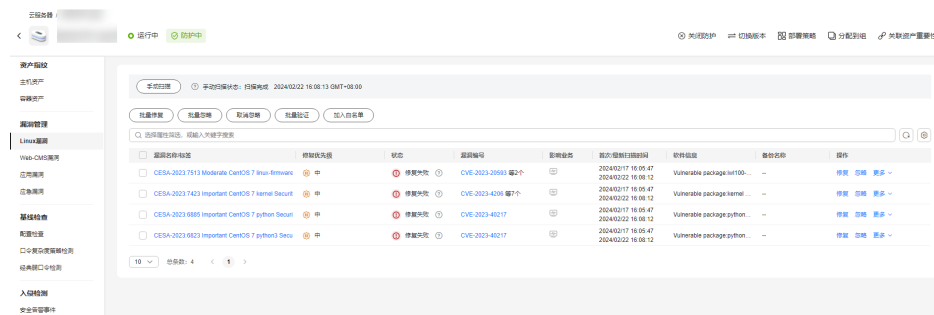 云服务器 /
运行中 防护中 关闭防护 切换版本 部署策略 分配到组 关联资产重要性
资产指纹
主机资产
容器资产
漏洞管理
Linux漏洞
Web-CMS漏洞
应用漏洞
应急漏洞
基线检查
配置检查
口令复杂度策略检测
经典弱口令检测
入侵检测
安全告警事件
手动扫描 手动扫描状态：扫描完成 2024/02/22 16:08:13 GMT+08:00
批量修复 批量忽略 取消忽略 批量验证 加入白名单
选择属性筛选，或输入关键字搜索
漏洞名称/标签 修复优先级 状态 漏洞编号 影响业务 首次/最新扫描时间 软件信息 备份名称 操作
CESA-2023:7513 Moderate CentOS 7 linux-firmware 中 修复失败 CVE-2023-20593 等2个 2024/02/17 16:05:47 Vulnerable package:iwl100-... -- 修复 忽略 更多
2024/02/22 16:08:12
CESA-2023:7423 Important CentOS 7 kernel Securit 中 修复失败 CVE-2023-4206 等7个 2024/02/17 16:05:47 Vulnerable package:kernel ... -- 修复 忽略 更多
2024/02/22 16:08:12
CESA-2023:6885 Important CentOS 7 python Securi 中 修复失败 CVE-2023-40217 2024/02/17 16:05:47 Vulnerable package:python... -- 修复 忽略 更多
2024/02/22 16:08:12
CESA-2023:6823 Important CentOS 7 python3 Secu 中 修复失败 CVE-2023-40217 2024/02/17 16:05:47 Vulnerable package:python... -- 修复 忽略 更多
2024/02/22 16:08:12
10 总条数：4 < 1 >